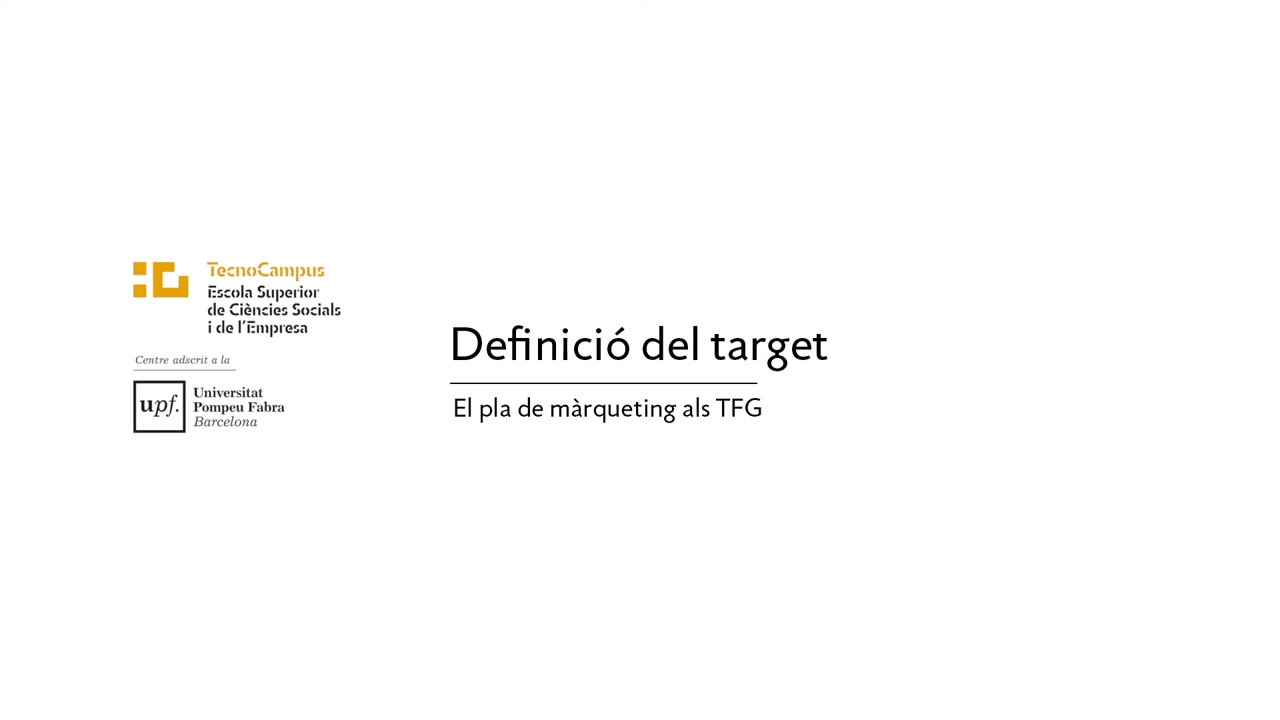 TecnoCampus
Escola Superior
de Ciències Socials
i de l'Empresa
Centre adscrit a la
upf.
Universitat
Pompeu Fabra
Barcelona
Definició del target
El pla de màrqueting als TFG